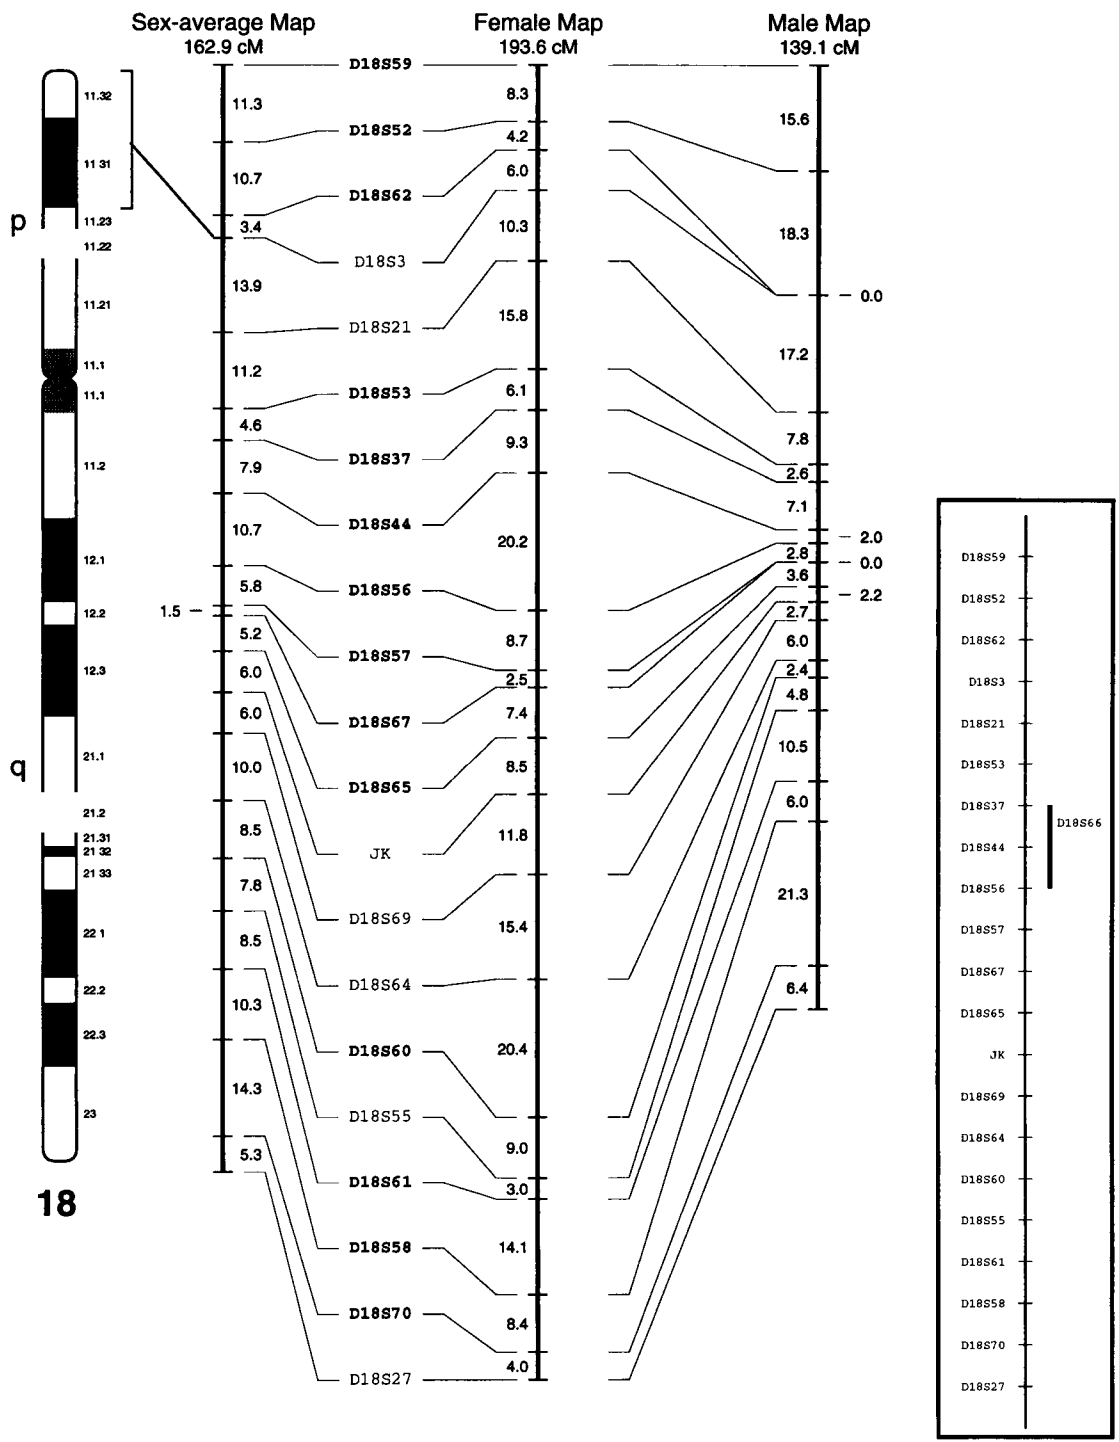 Sex-average Map
162.9 cM
Female Map
193.6 cM
Male Map
139.1 cM
p
q
18
11.32
11 31
11.23
11.22
11.21
11.1
11.1
11.2
12.1
12.2
12.3
21.1
21.2
21.31
21 32
21 33
22 1
22.2
22.3
23
11.3
10.7
3.4
13.9
11.2
4.6
7.9
10.7
5.8
1.5
5.2
6.0
6.0
10.0
8.5
7.8
8.5
10.3
14.3
5.3
D18S59
D18S52
D18S62
D18S3
D18S21
D18S53
D18S37
D18S44
D18S56
D18S57
D18S67
D18S65
JK
D18S69
D18S64
D18S60
D18S55
D18S61
D18S58
D18S70
D18S27
8.3
4.2
6.0
10.3
15.8
6.1
9.3
20.2
8.7
2.5
7.4
8.5
11.8
15.4
20.4
9.0
3.0
14.1
8.4
4.0
15.6
18.3
0.0
17.2
7.8
2.6
7.1
2.0
2.8
0.0
3.6
2.2
2.7
6.0
2.4
4.8
10.5
6.0
21.3
6.4
D18S59
D18S52
D18S62
D18S3
D18S21
D18S53
D18S37
D18S66
D18S44
D18S56
D18S57
D18S67
D18S65
JK
D18S69
D18S64
D18S60
D18S55
D18S61
D18S58
D18S70
D18S27